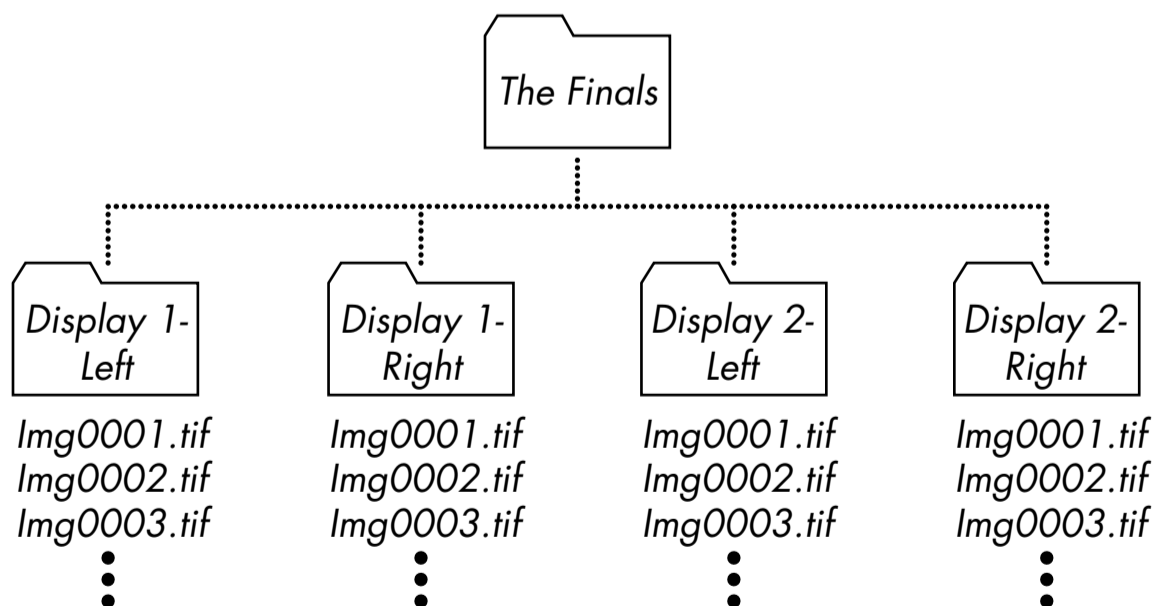 The Finals
Display 1-
Left
Img0001.tif
Img0002.tif
Img0003.tif
Display 1-
Right
Img0001.tif
Img0002.tif
Img0003.tif
Display 2-
Left
Img0001.tif
Img0002.tif
Img0003.tif
Display 2-
Right
Img0001.tif
Img0002.tif
Img0003.tif